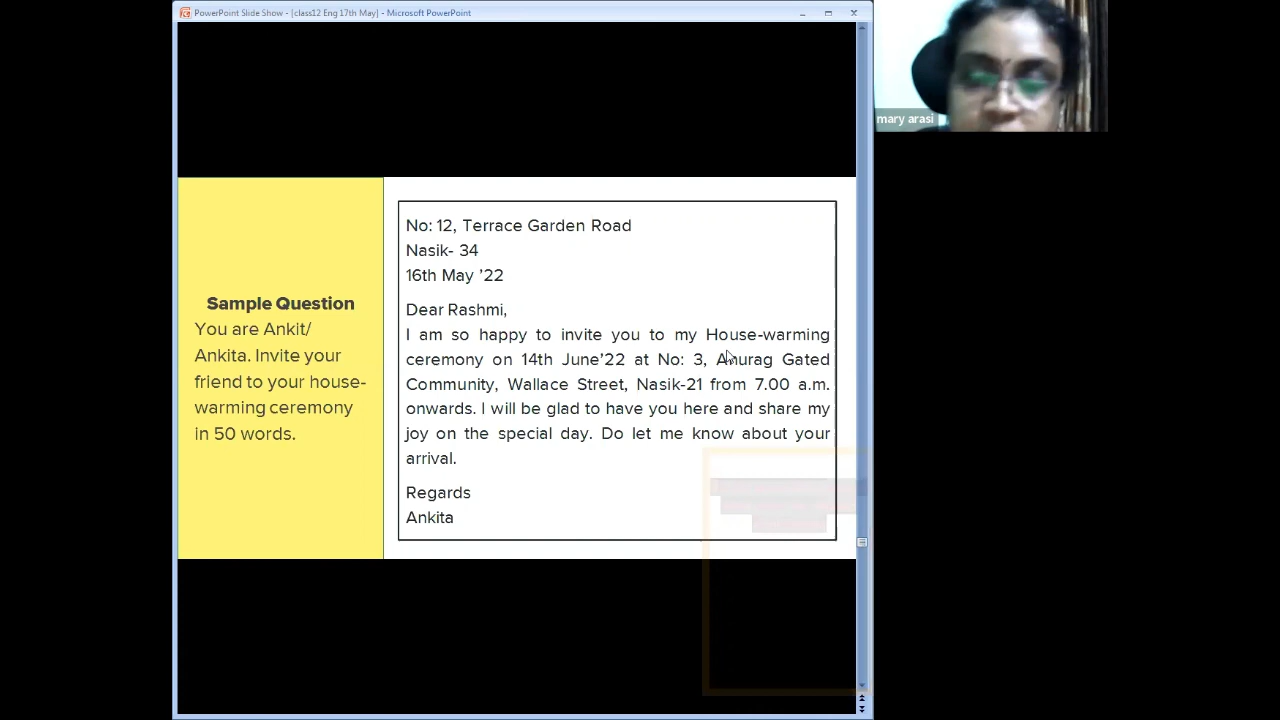 PowerPoint Slide Show - [class12 Eng 17th May] - Microsoft PowerPoint
mary arasi
Sample Question
You are Ankit/
Ankita. Invite your
friend to your house-
warming ceremony
in 50 words.
No: 12, Terrace Garden Road
Nasik- 34
16th May ’22
Dear Rashmi,
I am so happy to invite you to my House-warming
ceremony on 14th June’22 at No: 3, Anurag Gated
Community, Wallace Street, Nasik-21 from 7.00 a.m.
onwards. I will be glad to have you here and share my
joy on the special day. Do let me know about your
arrival.
Regards
Ankita